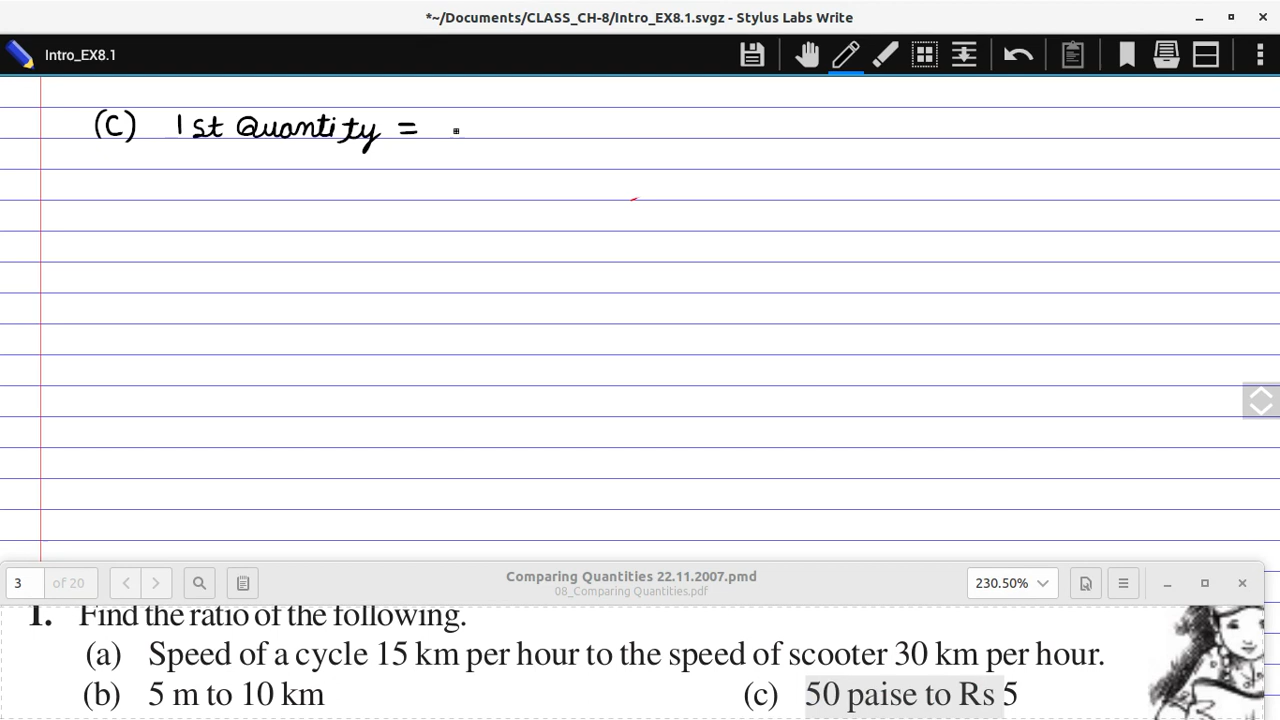 *~/Documents/CLASS_CH-8/Intro_EX8.1.svgz - Stylus Labs Write
Intro_EX8.1
(C) 1st Quantity =
3 of 20
Comparing Quantities 22.11.2007.pmd
08_Comparing Quantities.pdf
230.50%
1. Find the ratio of the following.
(a) Speed of a cycle 15 km per hour to the speed of scooter 30 km per hour.
(b) 5 m to 10 km (c) 50 paise to Rs 5